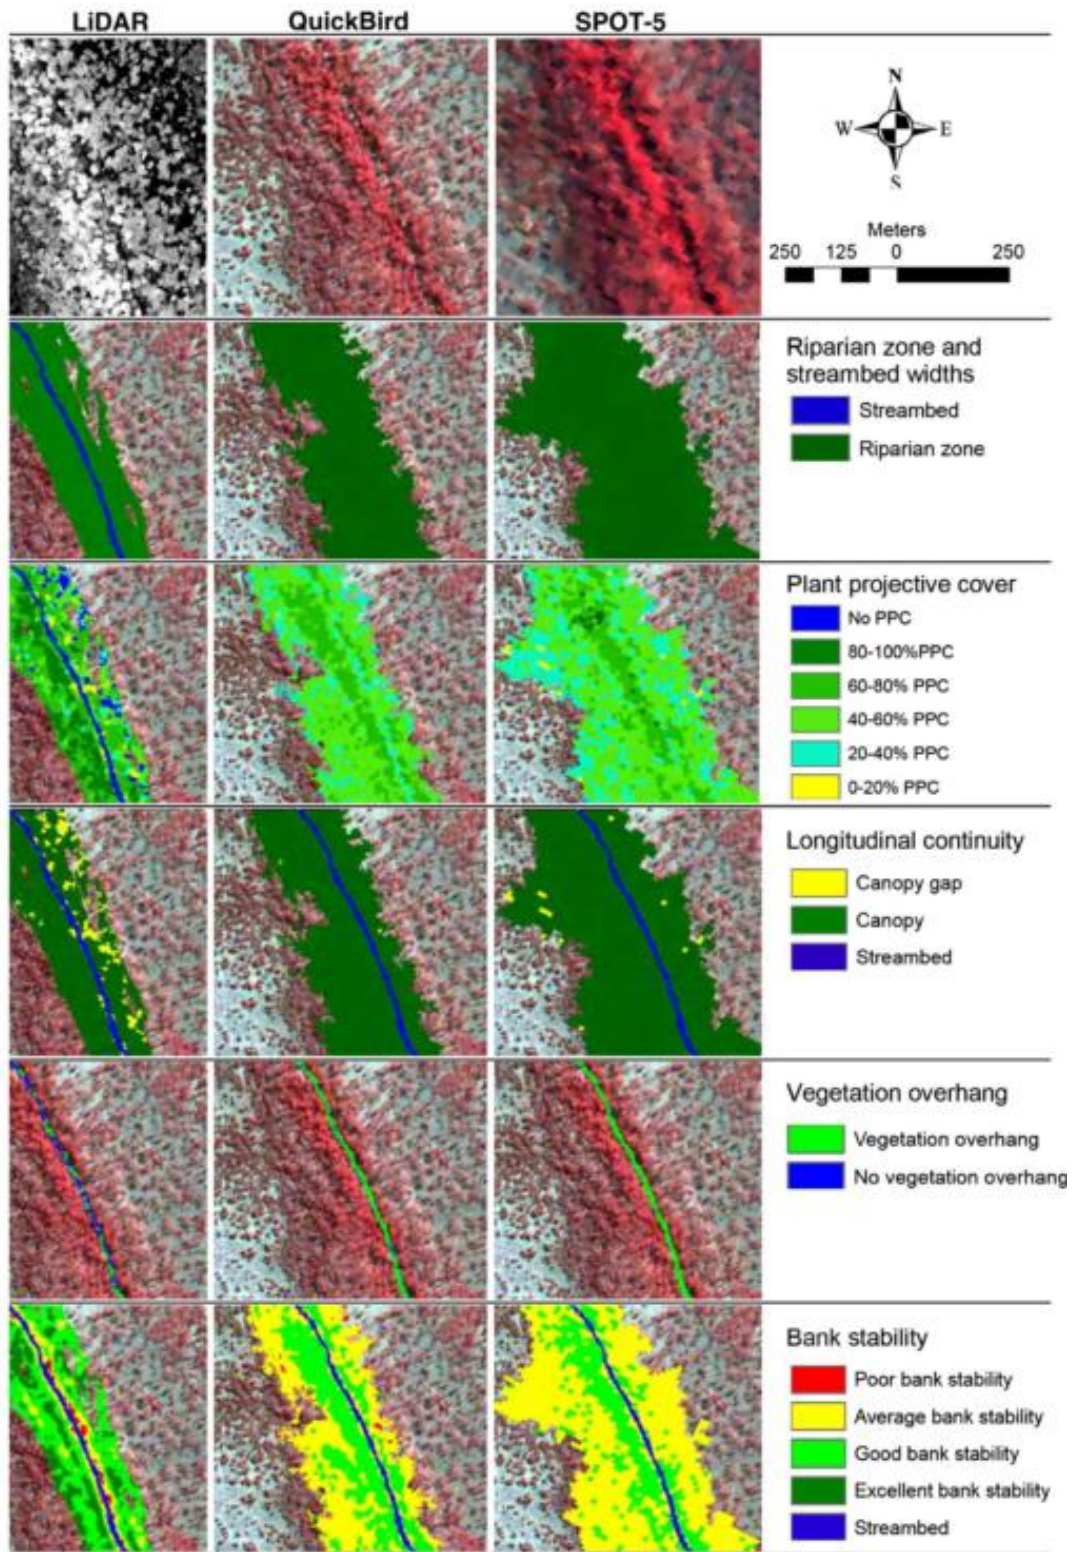 LiDAR QuickBird SPOT-5
N
W E
S
Meters
250 125 0 250
Riparian zone and
streambed widths
Streambed
Riparian zone
Plant projective cover
No PPC
80-100%PPC
60-80% PPC
40-60% PPC
20-40% PPC
0-20% PPC
Longitudinal continuity
Canopy gap
Canopy
Streambed
Vegetation overhang
Vegetation overhang
No vegetation overhang
Bank stability
Poor bank stability
Average bank stability
Good bank stability
Excellent bank stability
Streambed